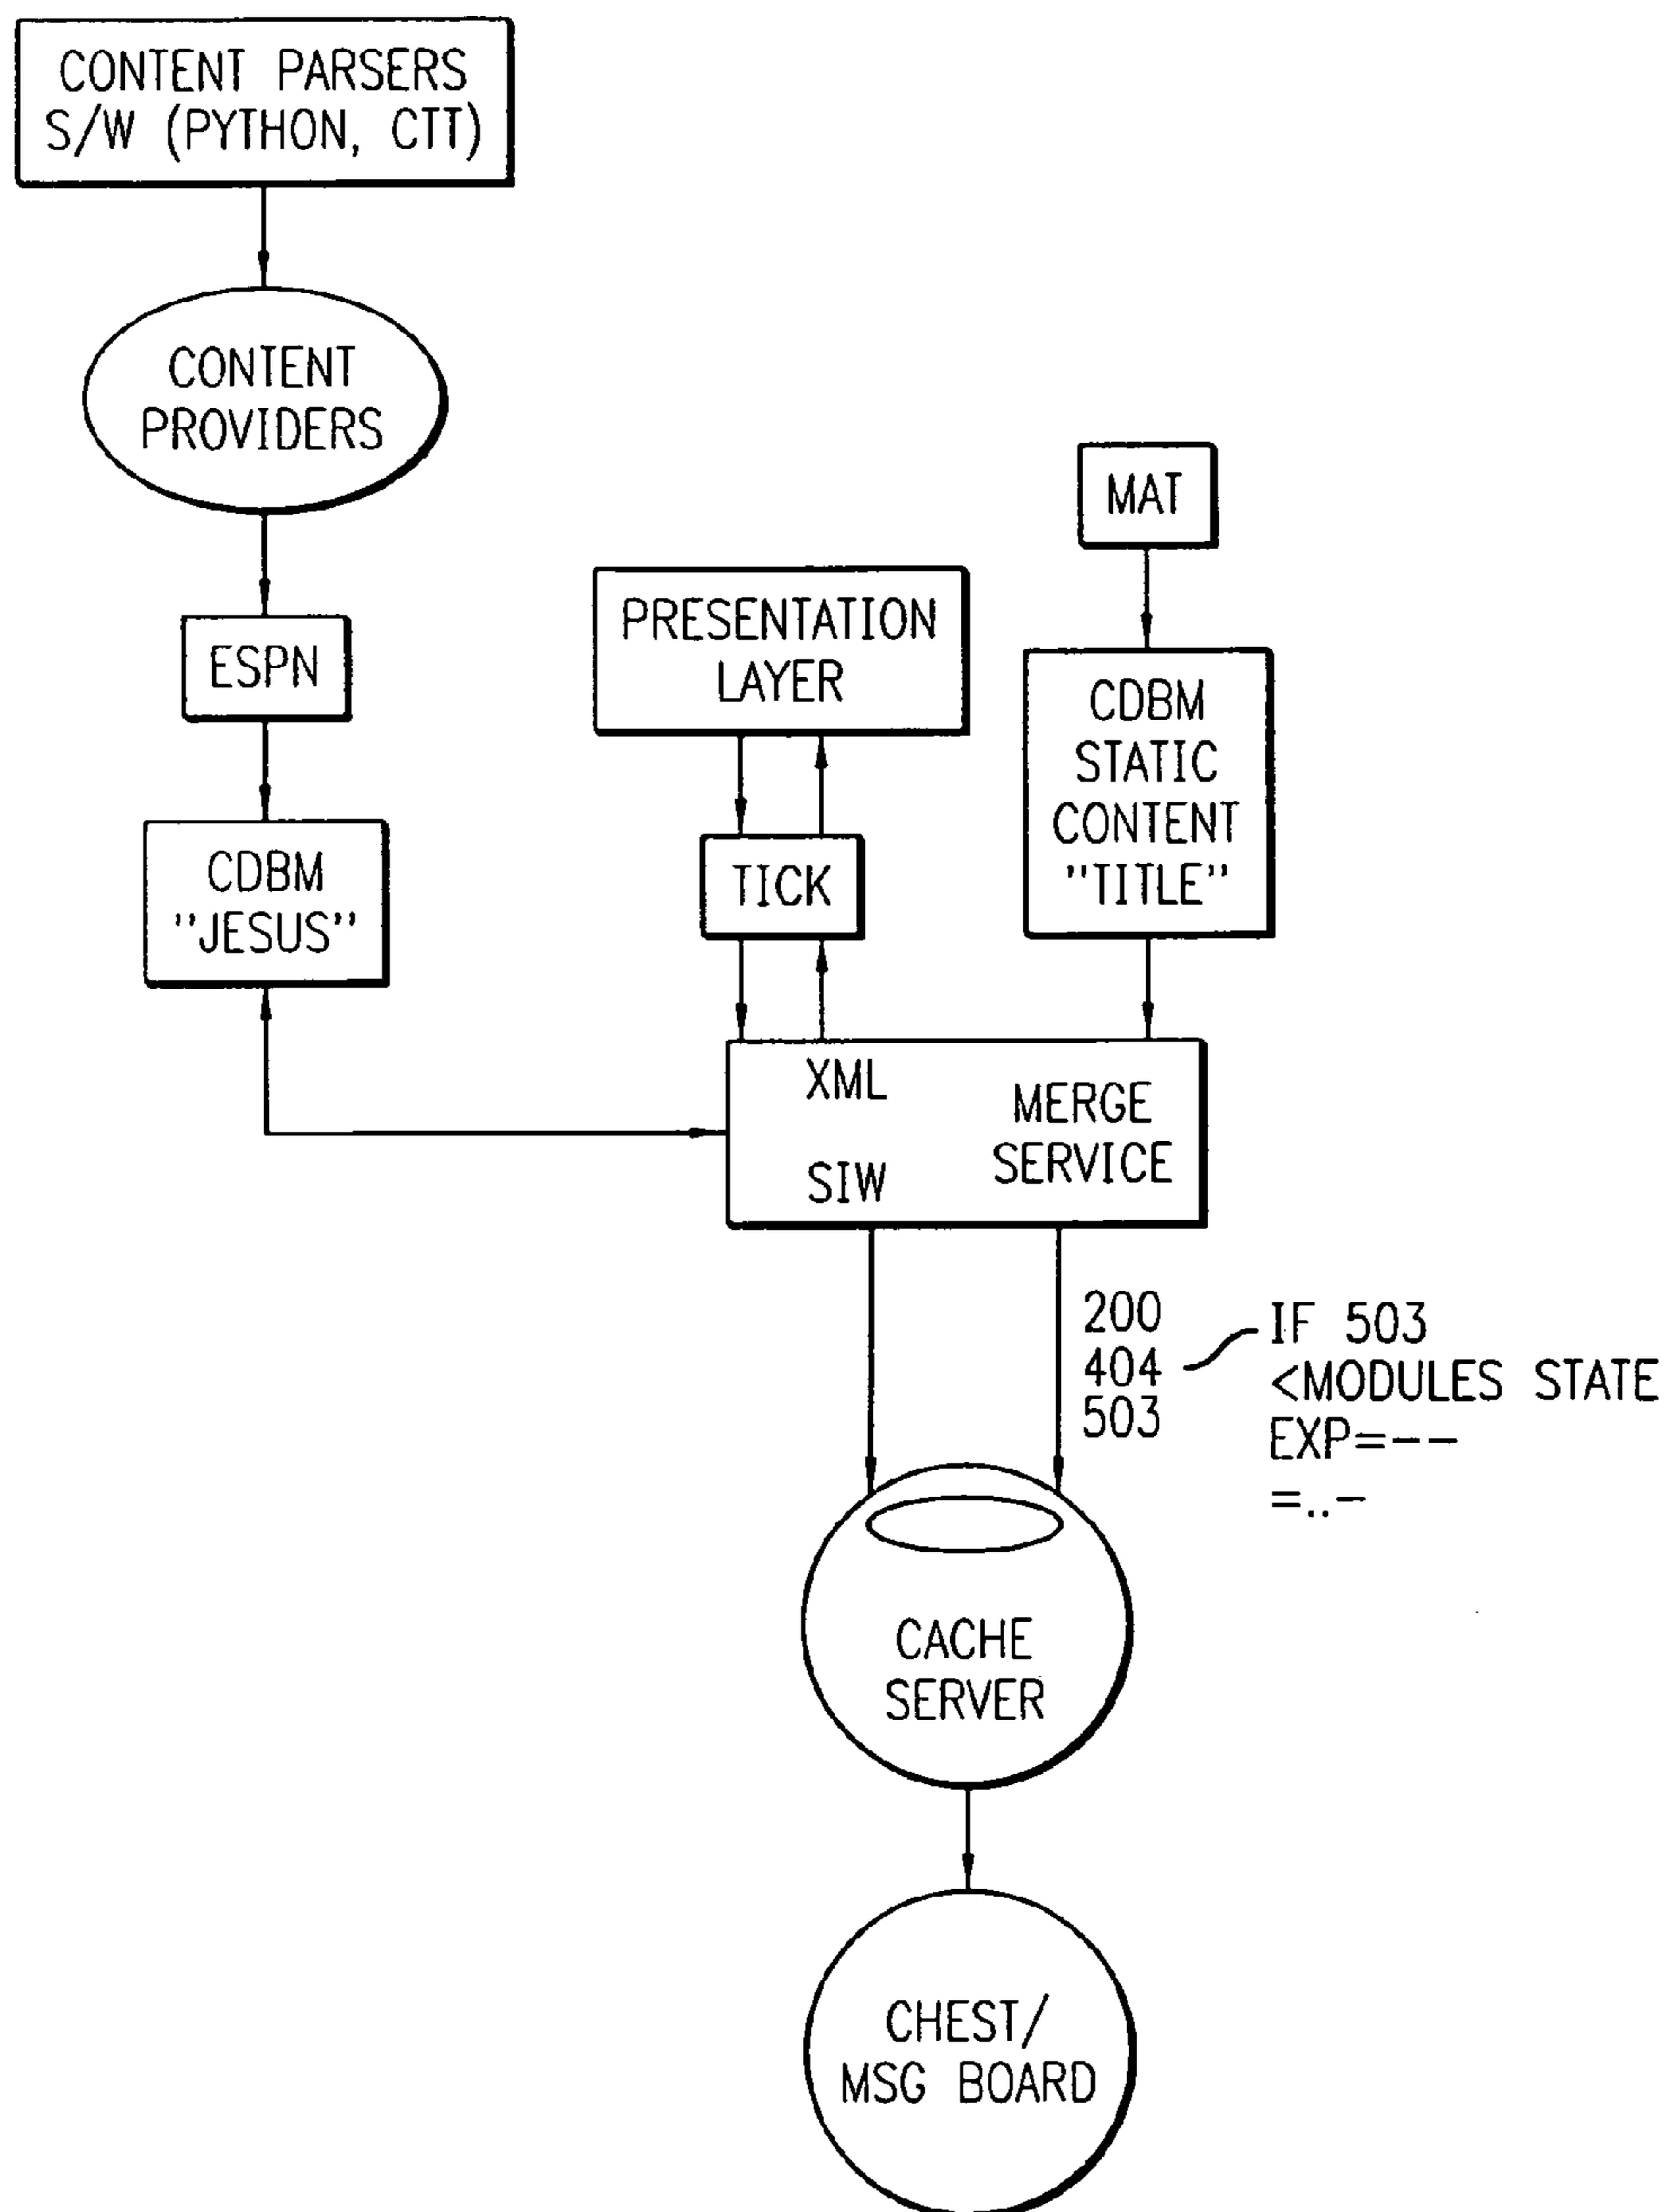 CONTENT PARSERS
S/W (PYTHON, CTT)
CONTENT
PROVIDERS
ESPN
CDBM
"JESUS"
PRESENTATION
LAYER
TICK
MAT
CDBM
STATIC
CONTENT
"TITLE"
XML
SIW
MERGE
SERVICE
200
404
503
IF 503
<MODULES STATE
EXP=--
=..-
CACHE
SERVER
CHEST/
MSG BOARD